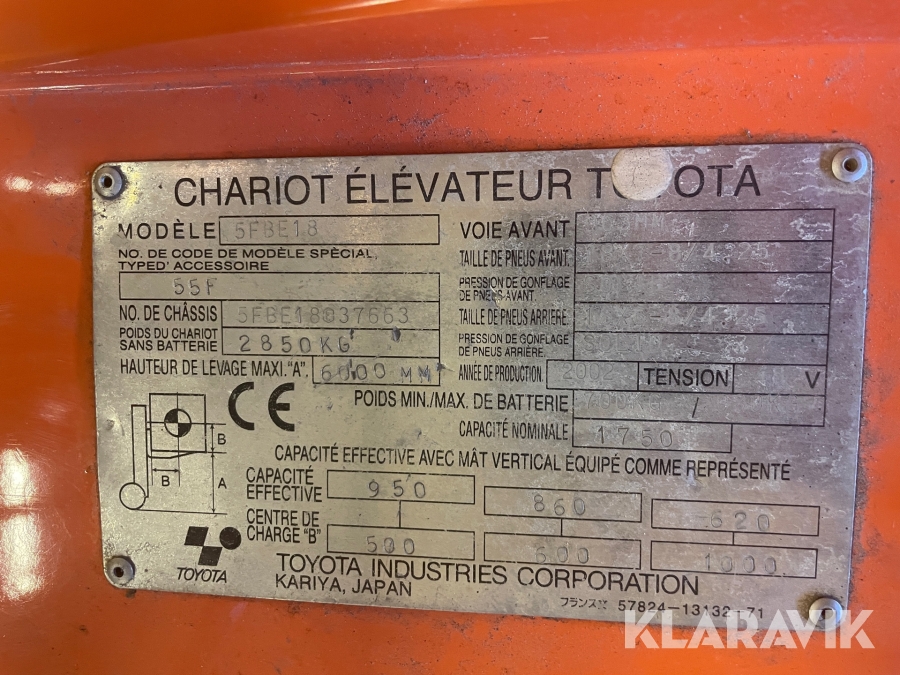 CHARIOT ÉLÉVATEUR T OTA
MODÈLE 5FBE18
NO. DE CODE DE MODÈLE SPÈCIAL,
TYPED' ACCESSOIRE
55F
NO. DE CHÂSSIS 5FBE18037663
POIDS DU CHARIOT
SANS BATTERIE 2850KG
HAUTEUR DE LEVAGE MAXI. "A". 6000 MM
VOIE AVANT
TAILLE DE PNEUS AVANT.
PRESSION DE GONFLAGE
DE PNEUS AVANT.
TAILLE DE PNEUS ARRIÈRE.
PRESSION DE GONFLAGE
DE PNEUS ARRIÈRE.
ANNÉE DE PRODUCTION 2002 TENSION V
POIDS MIN./MAX. DE BATTERIE /
CAPACITÉ NOMINALE 1750
CE
B
B
A
CAPACITÉ EFFECTIVE AVEC MÂT VERTICAL ÉQUIPÉ COMME REPRÉSENTÉ
CAPACITÉ
EFFECTIVE 950 860 620
CENTRE DE
CHARGE "B" 500 600 1000
TOYOTA
TOYOTA INDUSTRIES CORPORATION
KARIYA, JAPAN
フランス 57824-13132-71
KLARAVIK